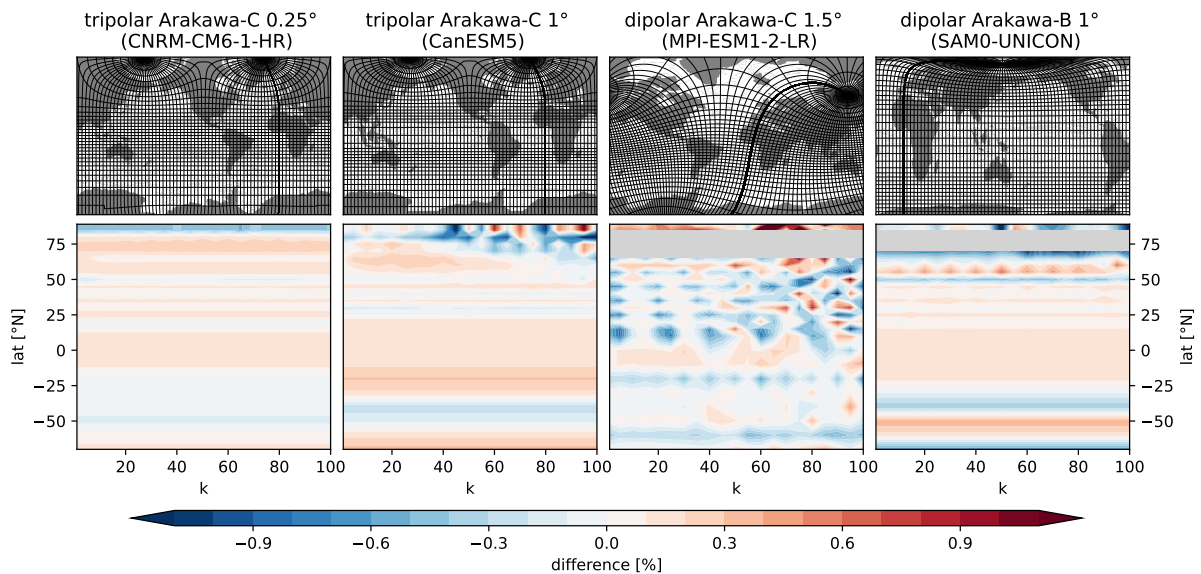 tripolar Arakawa-C 0.25°
(CNRM-CM6-1-HR)
tripolar Arakawa-C 1°
(CanESM5)
dipolar Arakawa-C 1.5°
(MPI-ESM1-2-LR)
dipolar Arakawa-B 1°
(SAM0-UNICON)
75
50
25
0
−25
−50
lat [°N]
75
50
25
0
−25
−50
lat [°N]
20 40 60 80 100
20 40 60 80 100
20 40 60 80 100
20 40 60 80 100
k
k
k
k
−0.9 −0.6 −0.3 0.0 0.3 0.6 0.9
difference [%]